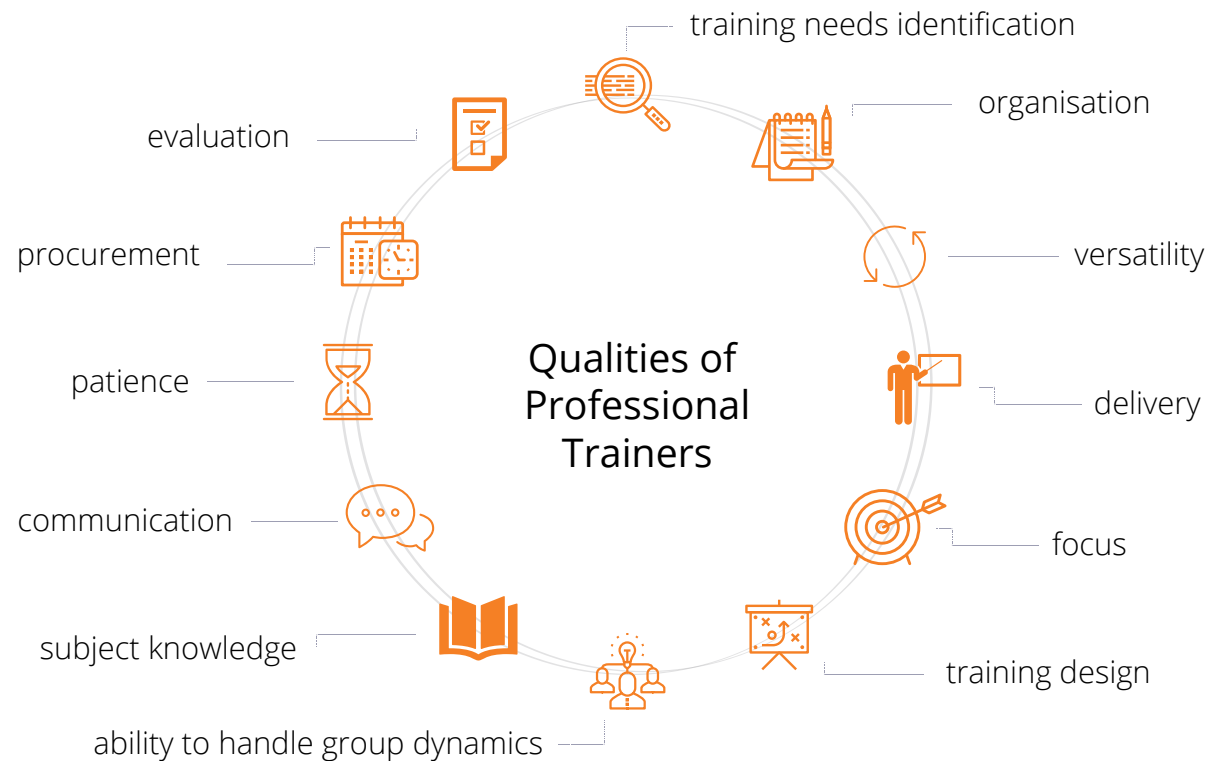 training needs identification
organisation
evaluation
procurement
versatility
Qualities of
Professional
Trainers
patience
delivery
communication
focus
subject knowledge
training design
ability to handle group dynamics